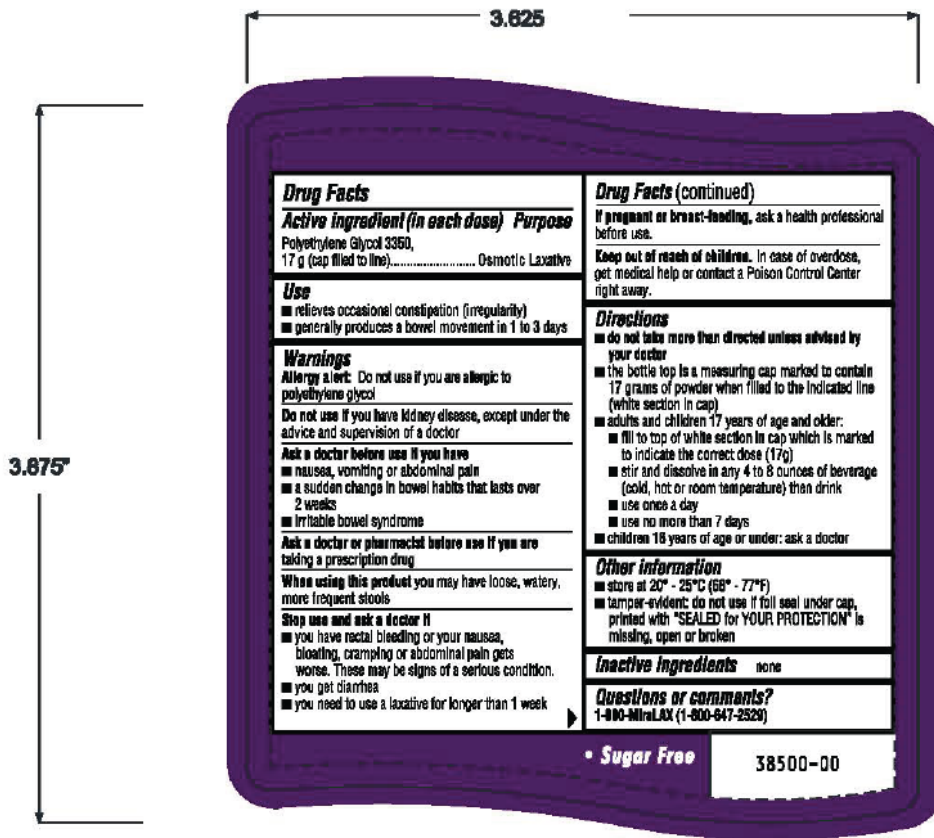 3.625
3.875"
Drug Facts
Active ingredient (in each dose) Purpose
Polyethylene Glycol 3350,
17 g (cap filled to line)......................... Osmotic Laxative
Use
■ relieves occasional constipation (irregularity)
■ generally produces a bowel movement in 1 to 3 days
Warnings
Allergy alert: Do not use if you are allergic to
polyethylene glycol
Do not use if you have kidney disease, except under the
advice and supervision of a doctor
Ask a doctor before use if you have
■ nausea, vomiting or abdominal pain
■ a sudden change in bowel habits that lasts over
2 weeks
■ irritable bowel syndrome
Ask a doctor or pharmacist before use if you are
taking a prescription drug
When using this product you may have loose, watery,
more frequent stools
Stop use and ask a doctor if
■ you have rectal bleeding or your nausea,
bloating, cramping or abdominal pain gets
worse. These may be signs of a serious condition.
■ you get diarrhea
■ you need to use a laxative for longer than 1 week
Drug Facts (continued)
If pregnant or breast-feeding, ask a health professional
before use.
Keep out of reach of children. In case of overdose,
get medical help or contact a Poison Control Center
right away.
Directions
■ do not take more than directed unless advised by
your doctor
■ the bottle top is a measuring cap marked to contain
17 grams of powder when filled to the indicated line
(white section in cap)
■ adults and children 17 years of age and older:
■ fill to top of white section in cap which is marked
to indicate the correct dose (17g)
■ stir and dissolve in any 4 to 8 ounces of beverage
(cold, hot or room temperature) then drink
■ use once a day
■ use no more than 7 days
■ children 16 years of age or under: ask a doctor
Other information
■ store at 20° - 25°C (68° - 77°F)
■ tamper-evident: do not use if foil seal under cap,
printed with "SEALED for YOUR PROTECTION" is
missing, open or broken
Inactive ingredients none
Questions or comments?
1-800-MiraLAX (1-800-647-2529)
• Sugar Free
38500-00